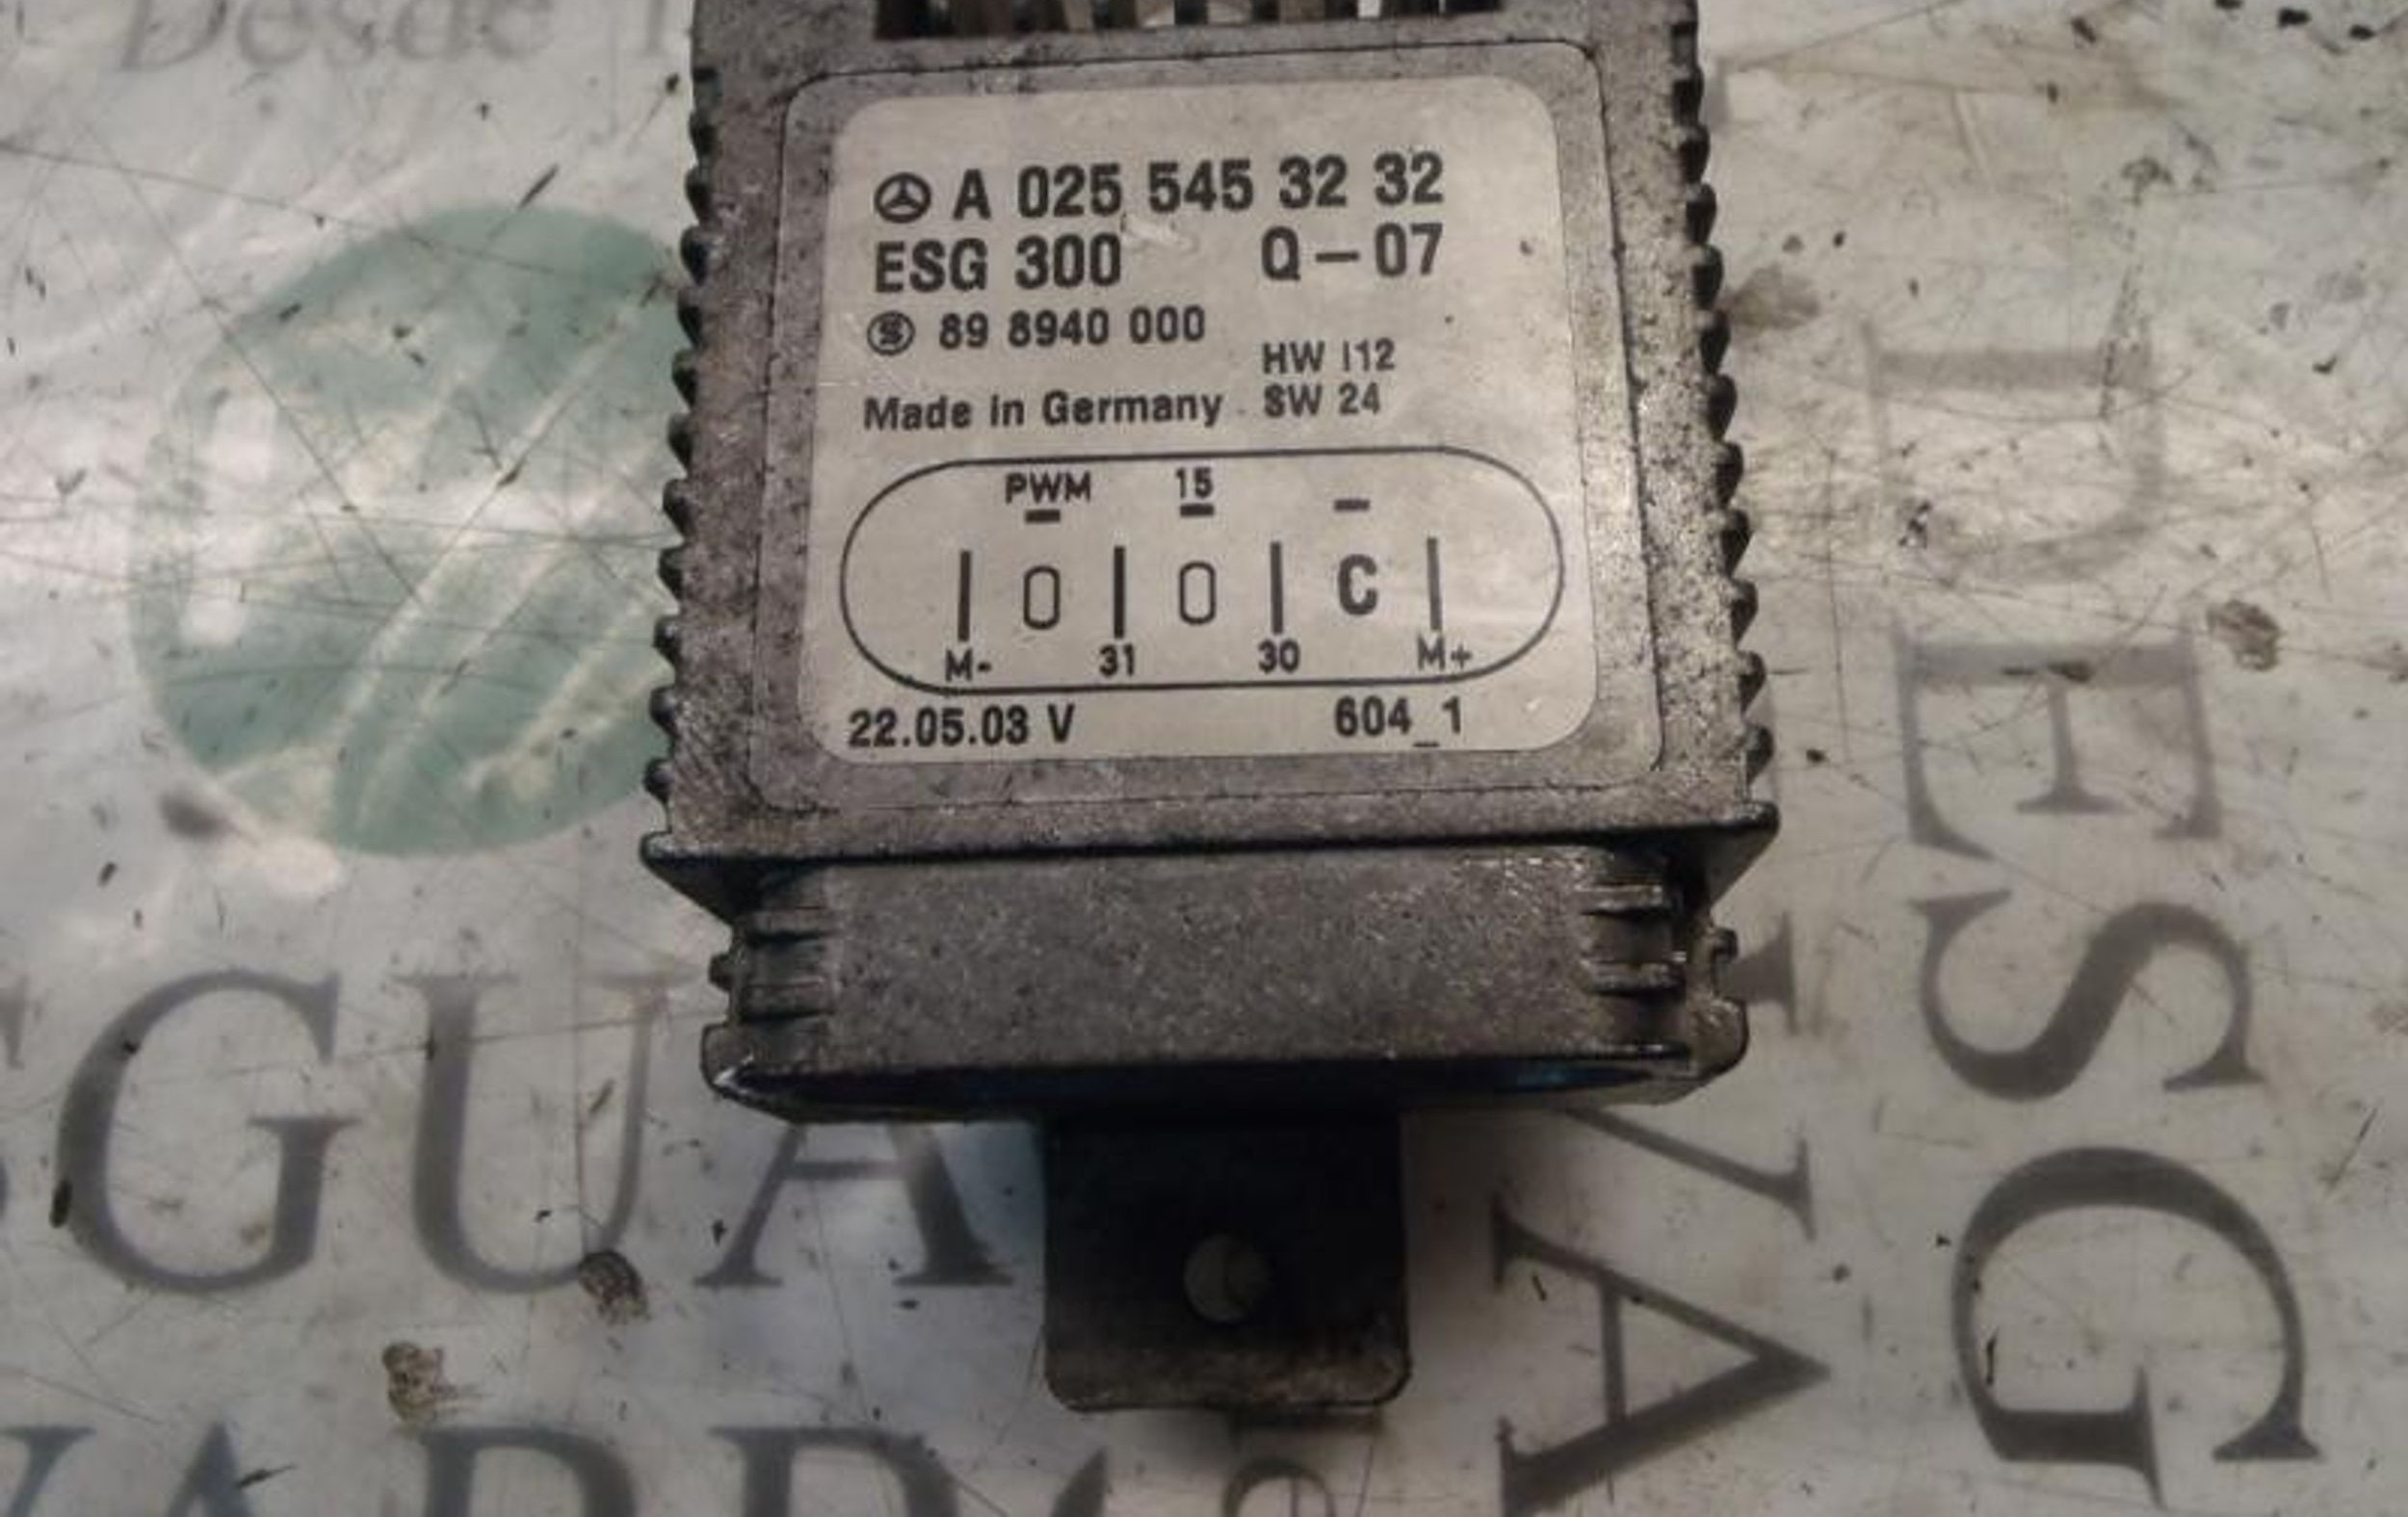 Desde
A 025 545 32 32
ESG 300 Q-07
89 8940 000
HW I12
Made in Germany SW 24
PWM 15
C
M- 31 30 M+
22.05.03 V 604_1